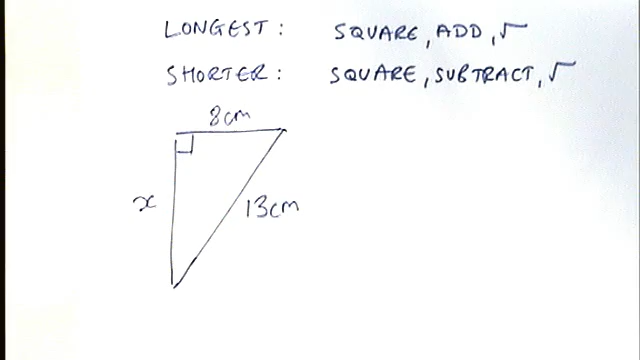 LONGEST: SQUARE, ADD, √
SHORTER: SQUARE, SUBTRACT, √
8cm
x
13cm